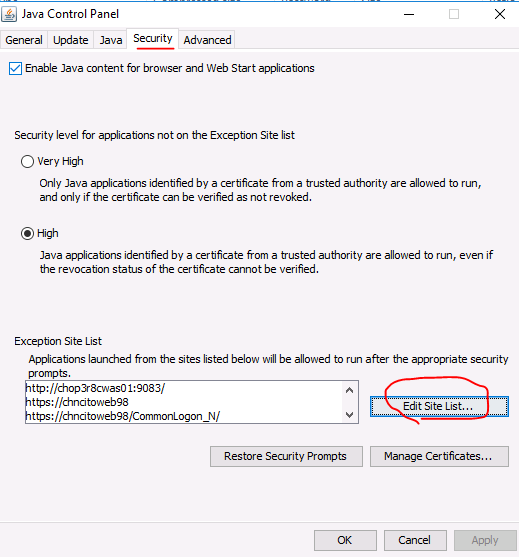 Java Control Panel
General Update Java Security Advanced
Enable Java content for browser and Web Start applications
Security level for applications not on the Exception Site list
Very High
Only Java applications identified by a certificate from a trusted authority are allowed to run,
and only if the certificate can be verified as not revoked.
High
Java applications identified by a certificate from a trusted authority are allowed to run, even if
the revocation status of the certificate cannot be verified.
Exception Site List
Applications launched from the sites listed below will be allowed to run after the appropriate security
prompts.
http://chop3r8cwas01:9083/
https://chncitoweb98
https://chncitoweb98/CommonLogon_N/
Edit Site List...
Restore Security Prompts Manage Certificates...
OK Cancel Apply